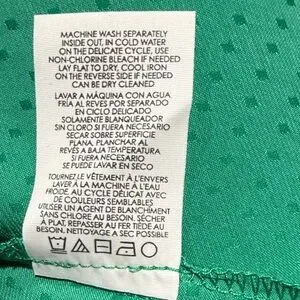 MACHINE WASH SEPARATELY
INSIDE OUT, IN COLD WATER
ON THE DELICATE CYCLE, USE
NON-CHLORINE BLEACH IF NEEDED
LAY FLAT TO DRY, COOL IRON
ON THE REVERSE SIDE IF NEEDED
CAN BE DRY CLEANED
LAVAR A MÁQUINA CON AGUA
FRÍA AL REVES POR SEPARADO
EN CICLO DELICADO
SOLAMENTE BLANQUEADOR
SIN CLORO SI FUERA NECESARIO
SECAR SOBRE SUPERFICIE
PLANA. PLANCHAR AL
REVÉS A BAJA TEMPERATURA
SI FUERA NECESARIO
SE PUEDE LAVAR EN SECO
TOURNEZ LE VÊTEMENT À L'ENVERS
LAVER À LA MACHINE À L'EAU
FROIDE, AU CYCLE DÉLICAT AVEC
DE COULEURS SEMBLABLES
UTILISER UN AGENT DE BLANCHIMENT
SANS CHLORE AU BESOIN. SÉCHER
À PLAT, REPASSER AU FER TIÈDE AU
BESOIN. NETTOYAGE A SEC POSSIBLE